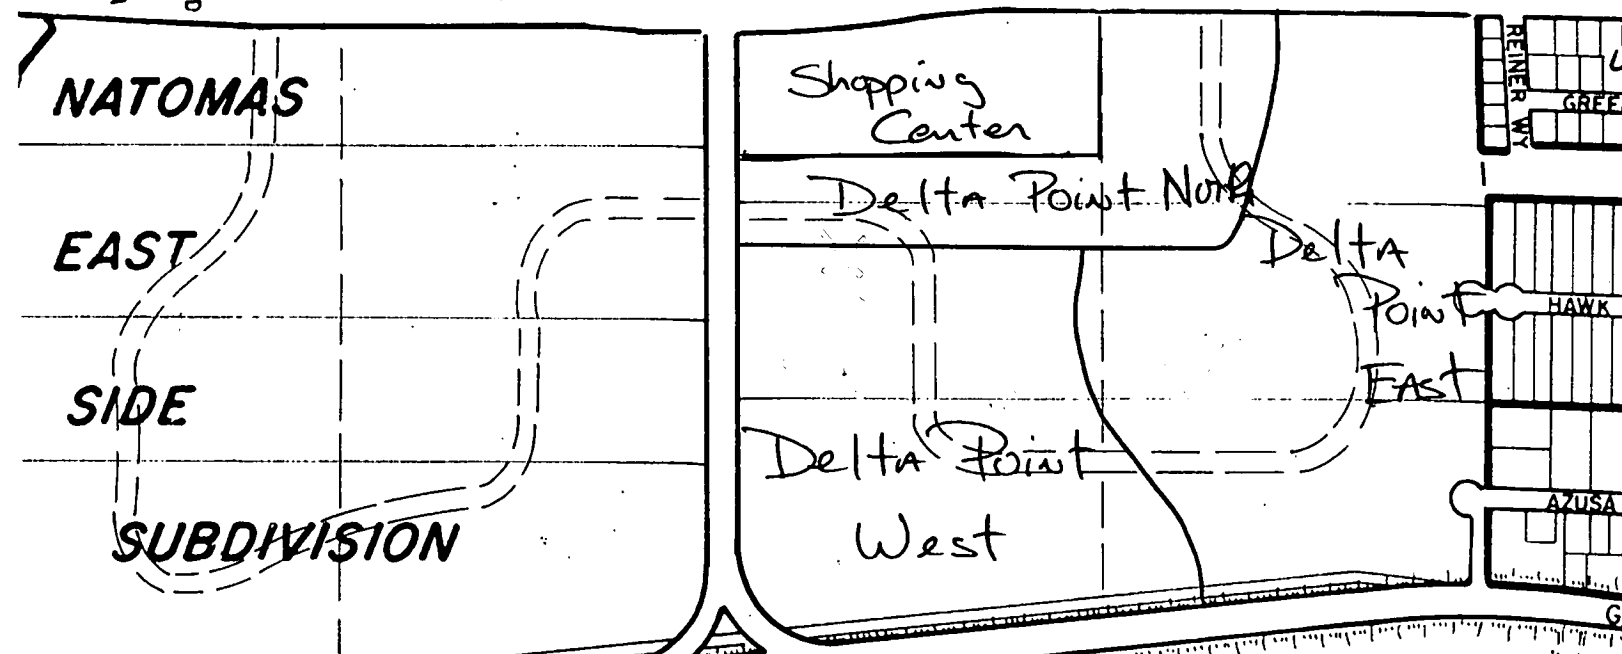 NATOMAS
EAST
SIDE
SUBDIVISION
Shopping
Center
Delta Point North
Delta
Point
East
Delta Point
West
REINER WY
HAWK
AZUSA